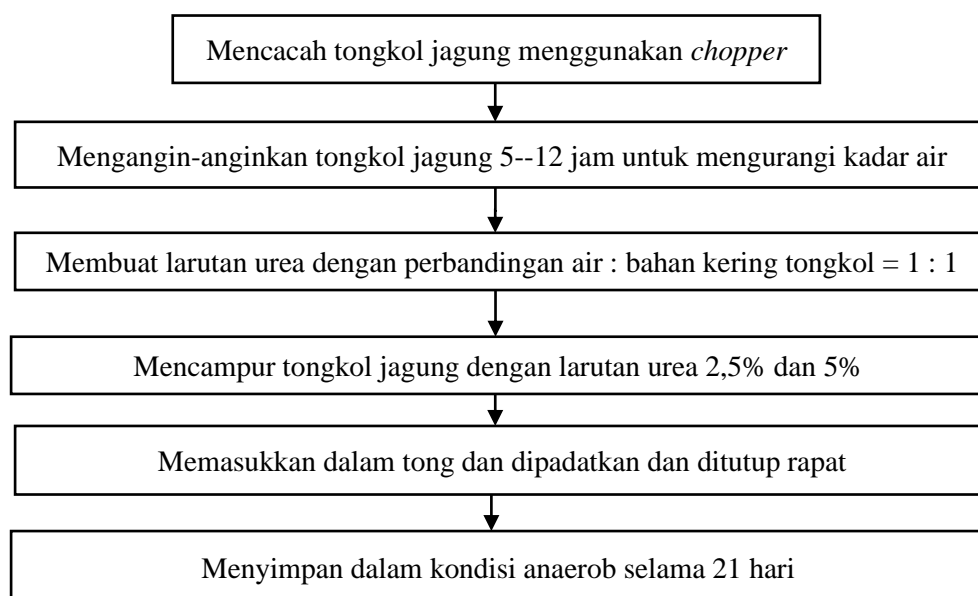 Mencacah tongkol jagung menggunakan chopper
Mengangin-anginkan tongkol jagung 5--12 jam untuk mengurangi kadar air
Membuat larutan urea dengan perbandingan air : bahan kering tongkol = 1 : 1
Mencampur tongkol jagung dengan larutan urea 2,5% dan 5%
Memasukkan dalam tong dan dipadatkan dan ditutup rapat
Menyimpan dalam kondisi anaerob selama 21 hari